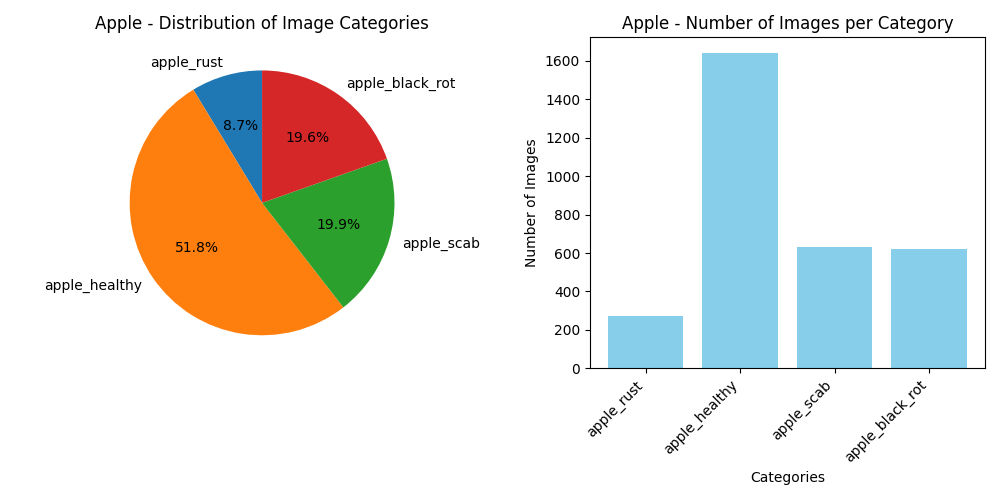 Apple - Distribution of Image Categories
apple_rust
apple_black_rot
8.7%
19.6%
19.9%
apple_scab
51.8%
apple_healthy
Apple - Number of Images per Category
Number of Images
1600
1400
1200
1000
800
600
400
200
0
apple_rust
apple_healthy
apple_scab
apple_black_rot
Categories